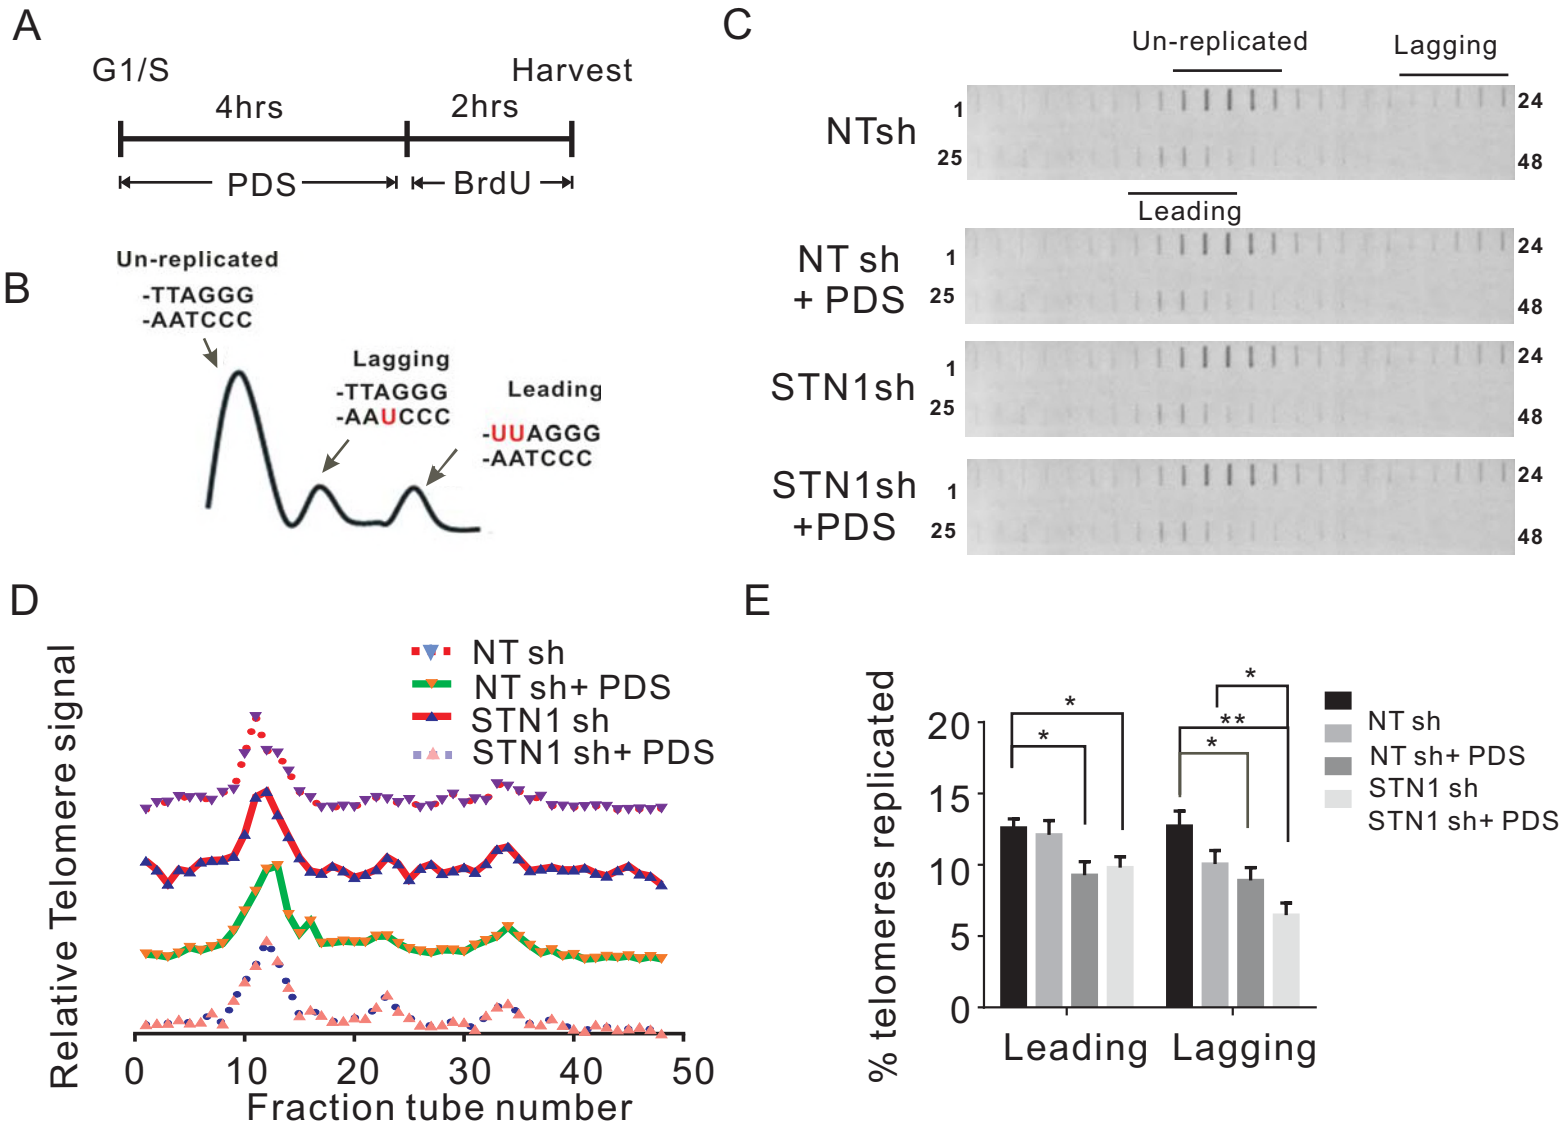 A
G1/S
Harvest
4hrs
2hrs
PDS
BrdU
B
Un-replicated
-TTAGGG
-AATCCC
Lagging
-TTAGGG
-AAUCCC
Leading
-UUAGGG
-AATCCC
C
Un-replicated
Lagging
NTsh
1
24
25
48
Leading
NT sh
+ PDS
1
24
25
48
STN1sh
1
24
25
48
STN1sh
+PDS
1
24
25
48
D
Relative Telomere signal
NT sh
NT sh+ PDS
STN1 sh
STN1 sh+ PDS
0 10 20 30 40 50
Fraction tube number
E
% telomeres replicated
20
15
10
5
0
*
*
*
**
*
NT sh
NT sh+ PDS
STN1 sh
STN1 sh+ PDS
Leading Lagging